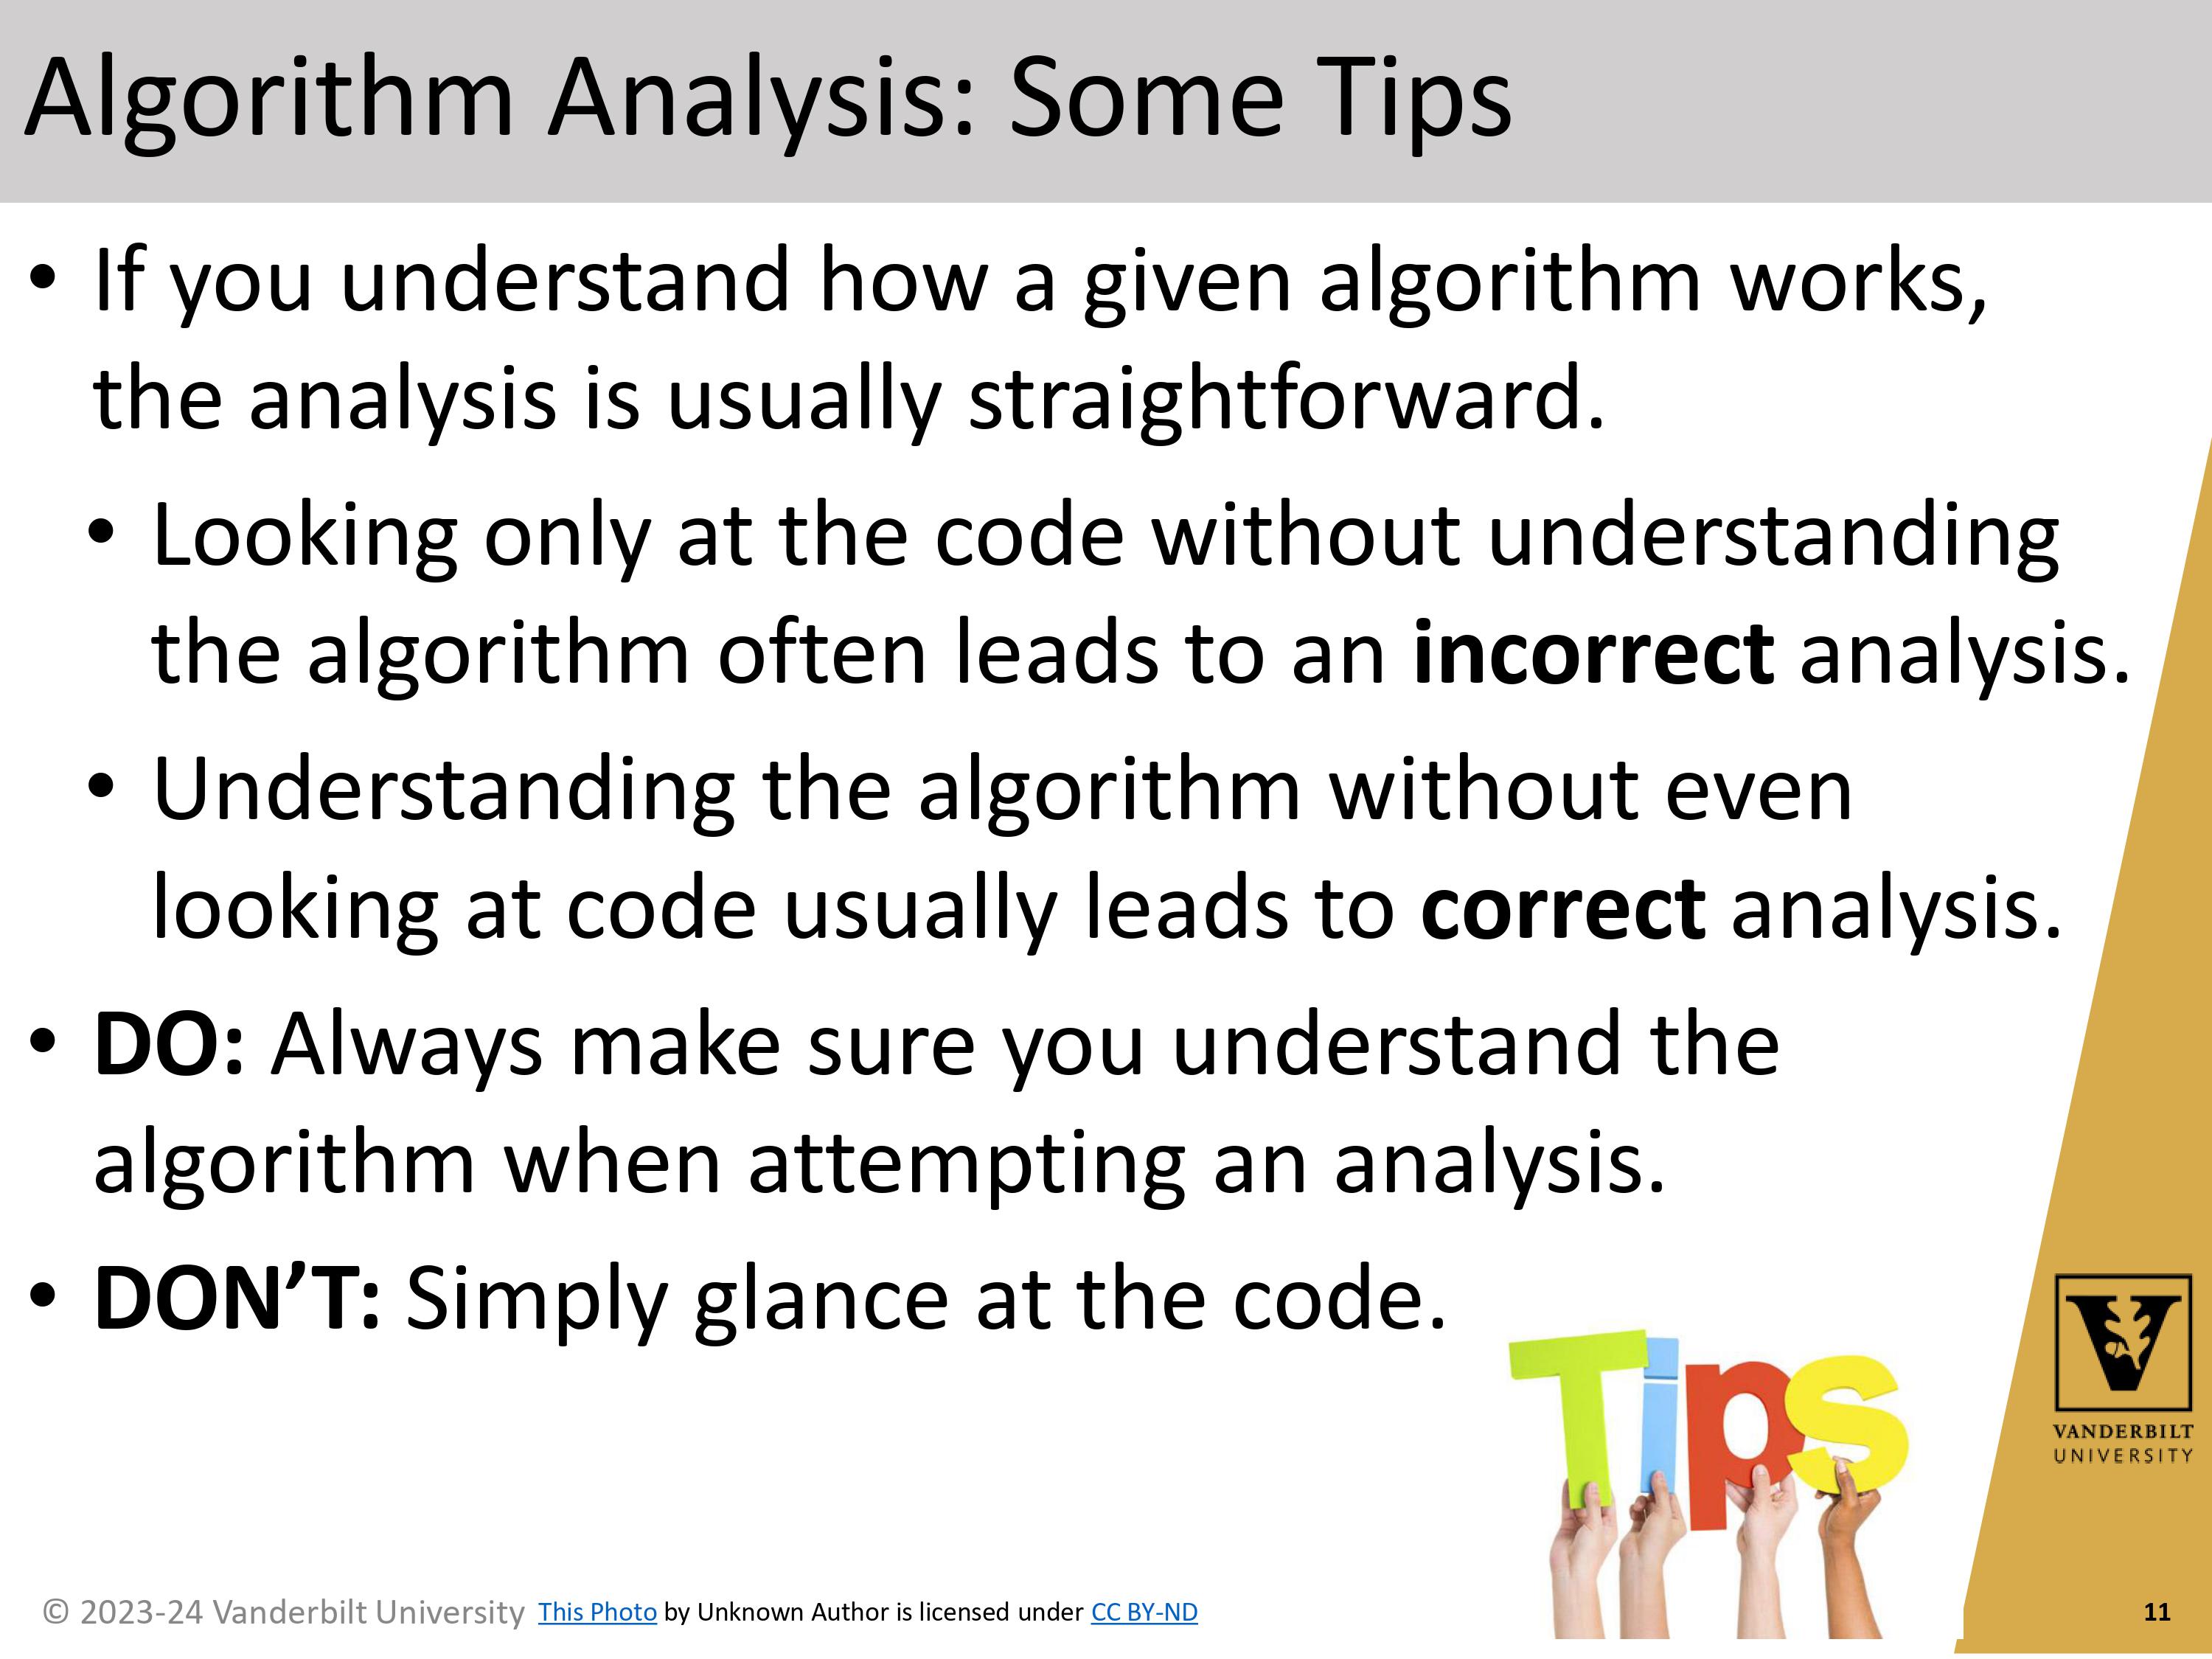 Algorithm Analysis: Some Tips
• If you understand how a given algorithm works,
the analysis is usually straightforward.
• Looking only at the code without understanding
the algorithm often leads to an incorrect analysis.
• Understanding the algorithm without even
looking at code usually leads to correct analysis.
• DO: Always make sure you understand the
algorithm when attempting an analysis.
• DON’T: Simply glance at the code.
Tips
VANDERBILT
UNIVERSITY
© 2023-24 Vanderbilt University This Photo by Unknown Author is licensed under CC BY-ND
11